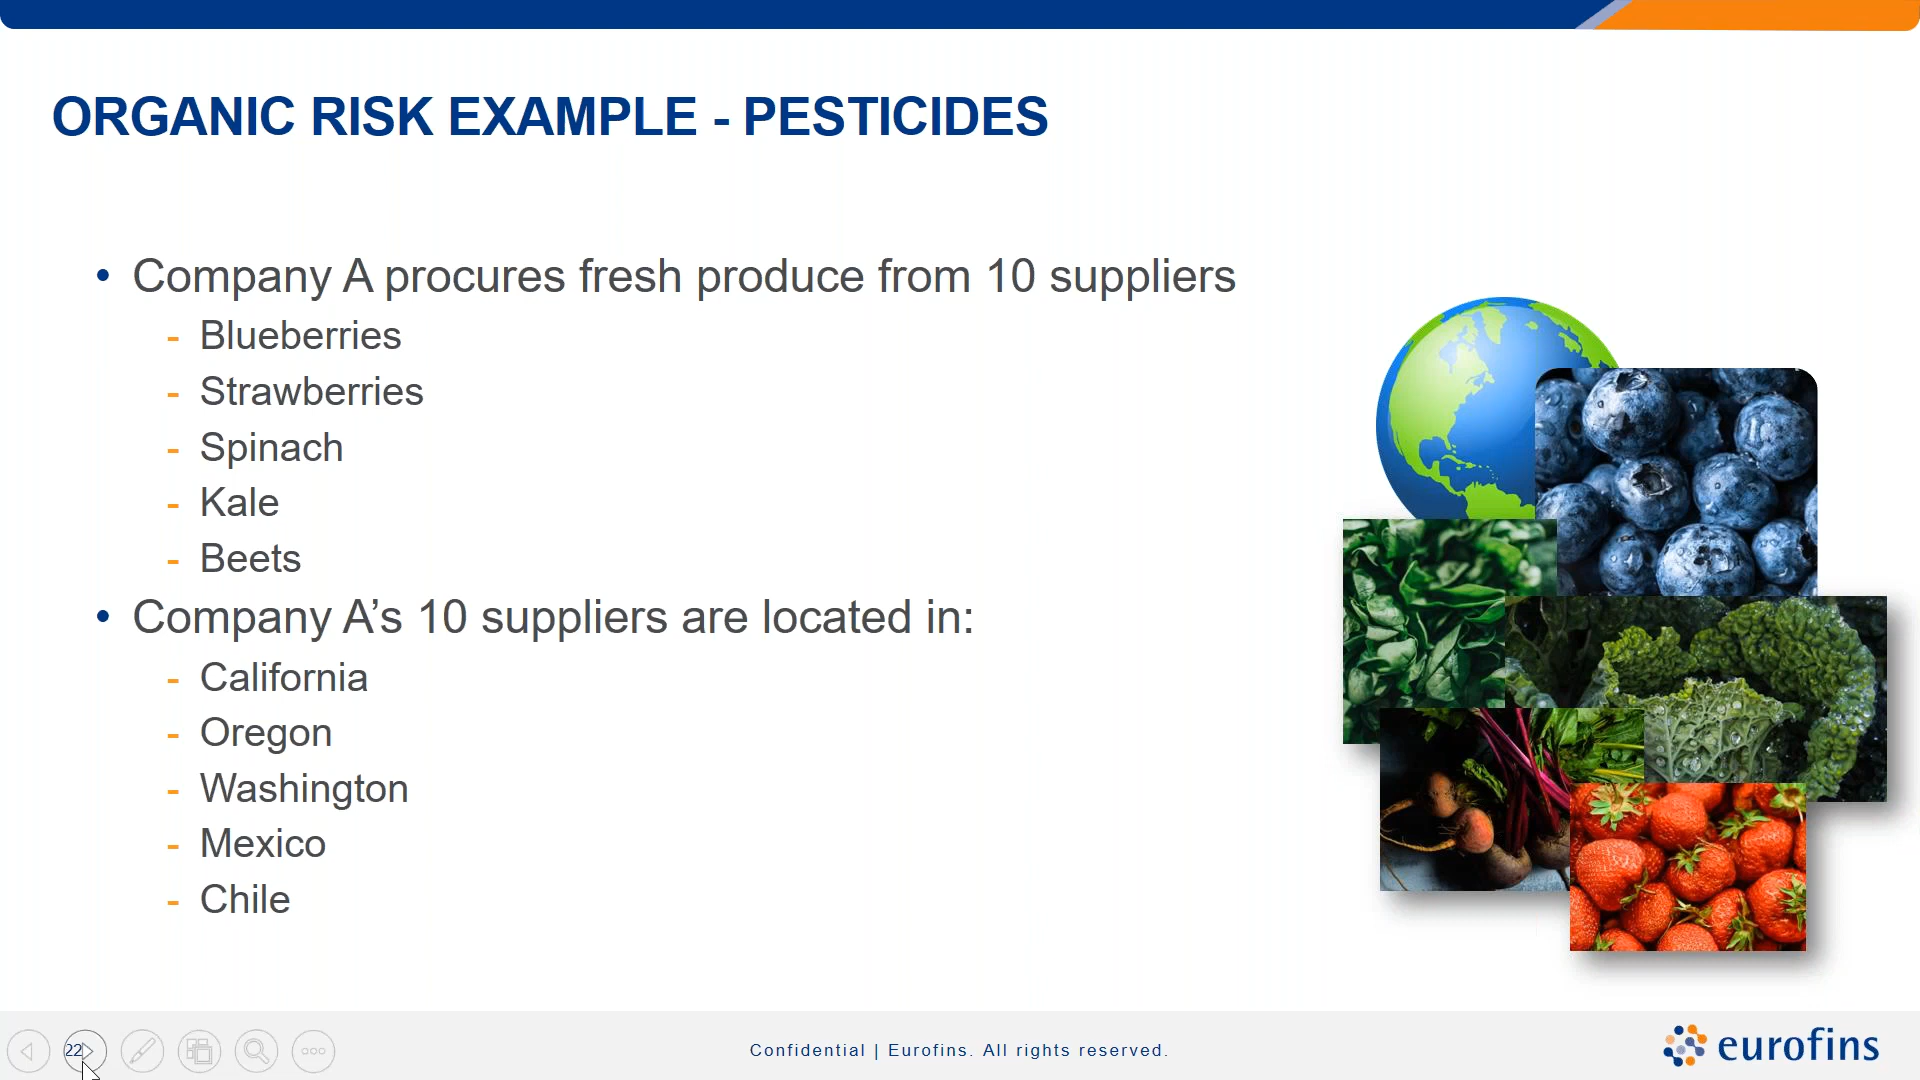 ORGANIC RISK EXAMPLE - PESTICIDES
• Company A procures fresh produce from 10 suppliers
- Blueberries
- Strawberries
- Spinach
- Kale
- Beets
• Company A’s 10 suppliers are located in:
- California
- Oregon
- Washington
- Mexico
- Chile
22
Confidential | Eurofins. All rights reserved.
eurofins